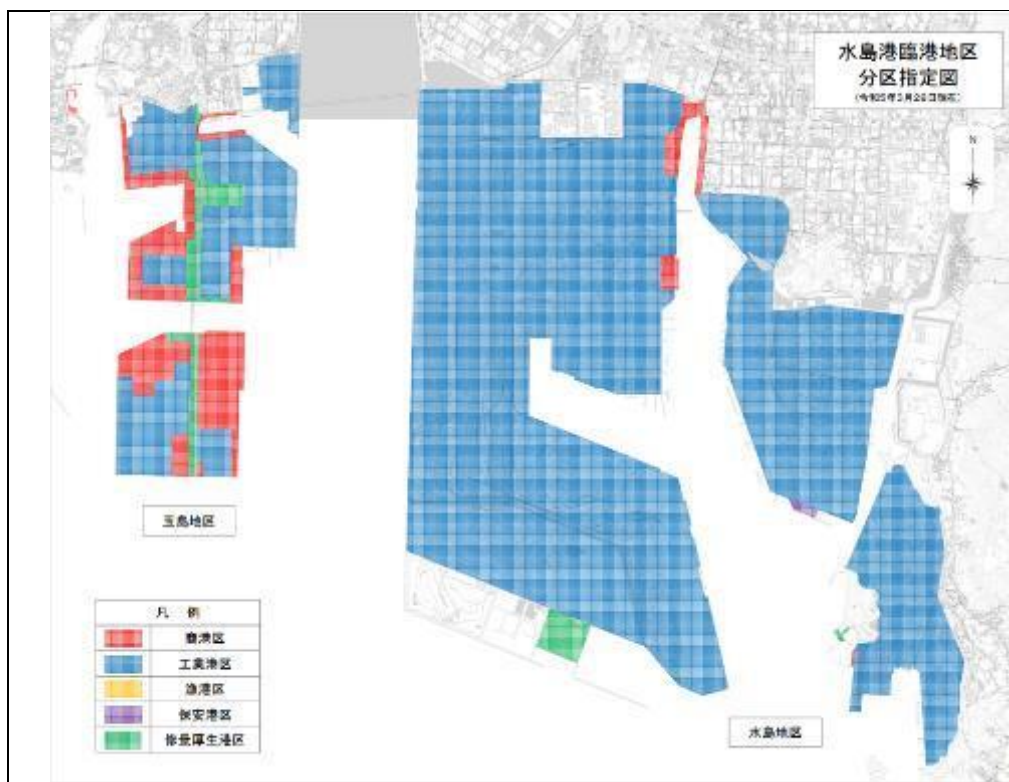 水島港臨港地区
分区指定図
N
玉島地区
凡 例
商港区
工業港区
漁港区
保安港区
修景厚生港区
水島地区